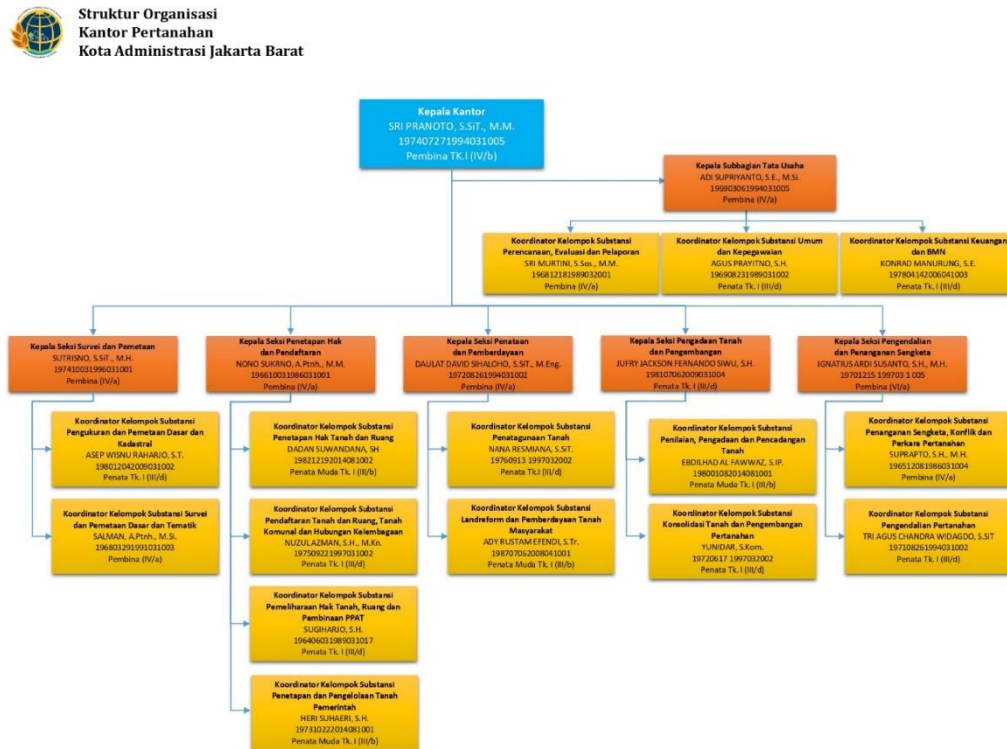 Struktur Organisasi
Kantor Pertanahan
Kota Administrasi Jakarta Barat
Kepala Kantor
SRI PRANOTO, S.SiT., M.M.
197407271994031005
Pembina TK.I (IV/b)
Kepala Subbagian Tata Usaha
ADI SUPRIYANTO, S.E., M.Si.
196903061994031005
Pembina (IV/a)
Koordinator Kelompok Substansi
Perencanaan, Evaluasi dan Pelaporan
SRI MURTINI, S.Sos., M.M.
196812181989032001
Pembina (IV/a)
Koordinator Kelompok Substansi Umum
dan Kepegawaian
AGUS PRAYITNO, S.H.
196908231989031002
Penata Tk. I (III/d)
Koordinator Kelompok Substansi Keuangan
dan BMN
KONRAD MANURUNG, S.E.
197804142006041003
Penata Tk. I (III/d)
Kepala Seksi Survei dan Pemetaan
SUTRISNO, S.SiT., M.H.
197410031996031001
Pembina (IV/a)
Koordinator Kelompok Substansi
Pengukuran dan Pemetaan Dasar dan
Kadastral
ASEP WISNU RAHARJO, S.T.
198012042009031002
Penata Tk. I (III/d)
Koordinator Kelompok Substansi Survei
dan Pemetaan Dasar dan Tematik
SALMAN, A.Ptnh., M.Si.
196803291991031003
Pembina (IV/a)
Kepala Seksi Penetapan Hak
dan Pendaftaran
NONO SUKRNO, A.Ptnh., M.M.
196610031986031001
Pembina (IV/a)
Koordinator Kelompok Substansi
Penetapan Hak Tanah dan Ruang
DADAN SUWANDANA, SH
198212192014081002
Penata Muda Tk. I (III/b)
Koordinator Kelompok Substansi
Pendaftaran Tanah dan Ruang, Tanah
Komunal dan Hubungan Kelembagaan
NUZULAZMAN, S.H., M.Kn.
197509221997031002
Penata Tk. I (III/d)
Koordinator Kelompok Substansi
Pemeliharaan Hak Tanah, Ruang dan
Pembinaan PPAT
SUGIHARJO, S.H.
196406031989031017
Penata Tk. I (III/d)
Koordinator Kelompok Substansi
Penetapan dan Pengelolaan Tanah
Pemerintah
HERI SUHAERI, S.H.
197310222014081001
Penata Muda Tk. I (III/b)
Kepala Seksi Penataan
dan Pemberdayaan
DAULAT DAVID SIHALOHO, S.SiT., M.Eng.
197208261994031002
Pembina (IV/a)
Koordinator Kelompok Substansi
Penatagunaan Tanah
NANA RESMIANA, S.SiT.
19760913 1997032002
Penata Tk.I (III/d)
Koordinator Kelompok Substansi
Landreform dan Pemberdayaan Tanah
Masyarakat
ADY RUSTAM EFENDI, S.Tr.
198707062008041001
Penata Muda Tk. I (III/b)
Kepala Seksi Pengadaan Tanah
dan Pengembangan
JUFRY JACKSON FERNANDO SIWU, S.H.
198107062009031004
Penata Tk. I (III/d)
Koordinator Kelompok Substansi
Penilaian, Pengadaan dan Pencadangan
Tanah
EBDILHAD AL FAWWAZ, S.IP.
198001082014081001
Penata Muda Tk. I (III/b)
Koordinator Kelompok Substansi
Konsolidasi Tanah dan Pengembangan
Pertanahan
YUNIDAR, S.Kom.
19720617 1997032002
Penata Tk. I (III/d)
Kepala Seksi Pengendalian
dan Penanganan Sengketa
IGNATIUS ARDI SUSANTO, S.H., M.H.
19701215 199703 1 005
Pembina (VI/a)
Koordinator Kelompok Substansi
Penanganan Sengketa, Konflik dan
Perkara Pertanahan
SUPRAPTO, S.H., M.H.
196512081986031004
Pembina (IV/a)
Koordinator Kelompok Substansi
Pengendalian Pertanahan
TRI AGUS CHANDRA WIDAGDO, S.SIT
197108261994031002
Penata Tk. I (III/d)